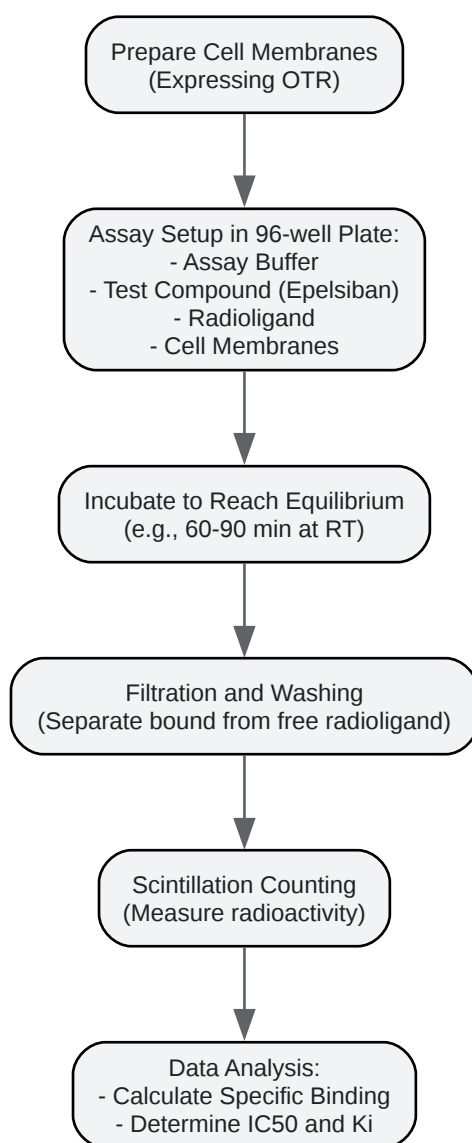 Prepare Cell Membranes
(Expressing OTR)
Assay Setup in 96-well Plate:
- Assay Buffer
- Test Compound (Epelsiban)
- Radioligand
- Cell Membranes
Incubate to Reach Equilibrium
(e.g., 60-90 min at RT)
Filtration and Washing
(Separate bound from free radioligand)
Scintillation Counting
(Measure radioactivity)
Data Analysis:
- Calculate Specific Binding
- Determine IC50 and Ki